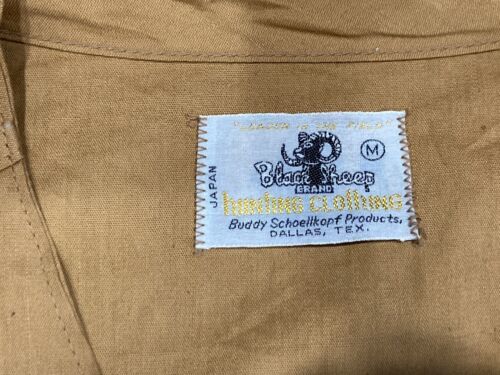 "LEADER IN THE FIELD"
M
Black Sheep
BRAND
JAPAN
HUNTING CLOTHING
Buddy Schoellkopf Products,
DALLAS, TEX.